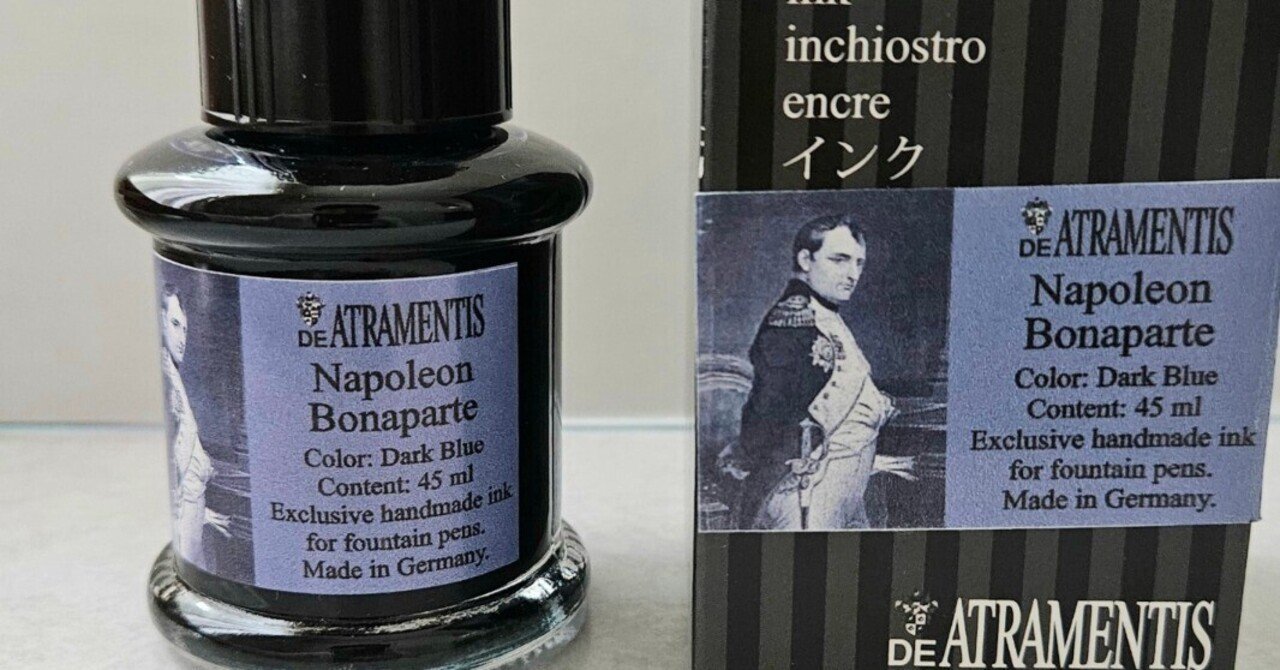 DE ATRAMENTIS
Napoleon
Bonaparte
Color: Dark Blue
Content: 45 ml
Exclusive handmade ink
for fountain pens.
Made in Germany.
inchiostro
encre
インク
DE ATRAMENTIS
Napoleon
Bonaparte
Color: Dark Blue
Content: 45 ml
Exclusive handmade ink
for fountain pens.
Made in Germany.
DE ATRAMENTIS